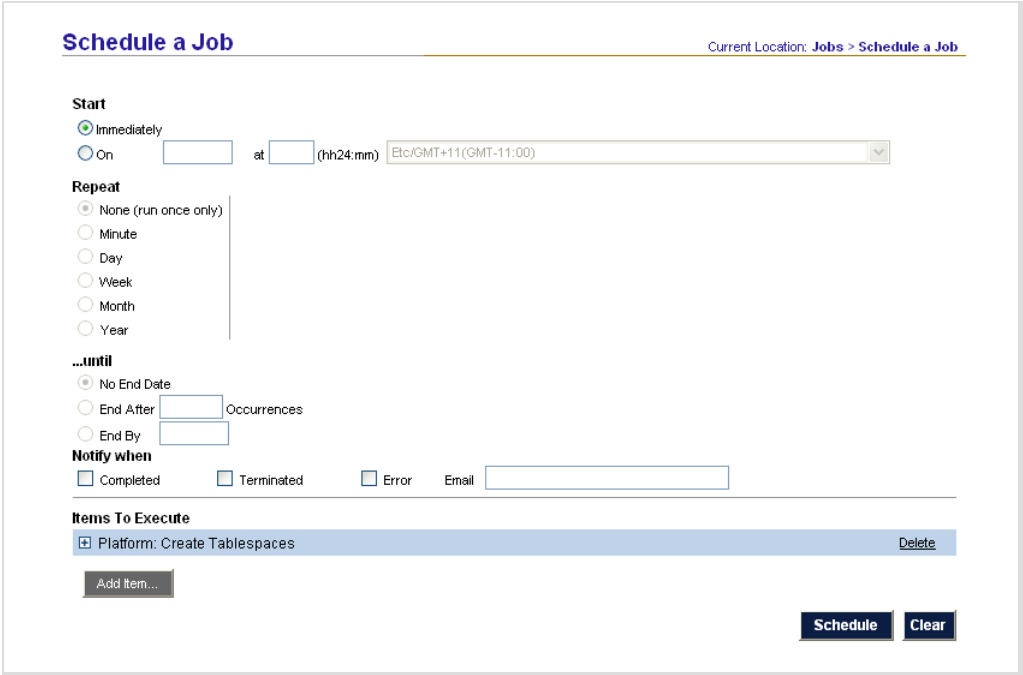 Schedule a Job
Current Location: Jobs > Schedule a Job
Start
Immediately
On at (hh24:mm) Etc/GMT+11(GMT-11:00)
Repeat
None (run once only)
Minute
Day
Week
Month
Year
...until
No End Date
End After Occurrences
End By
Notify when
Completed Terminated Error Email
Items To Execute
Platform: Create Tablespaces Delete
Add Item...
Schedule Clear